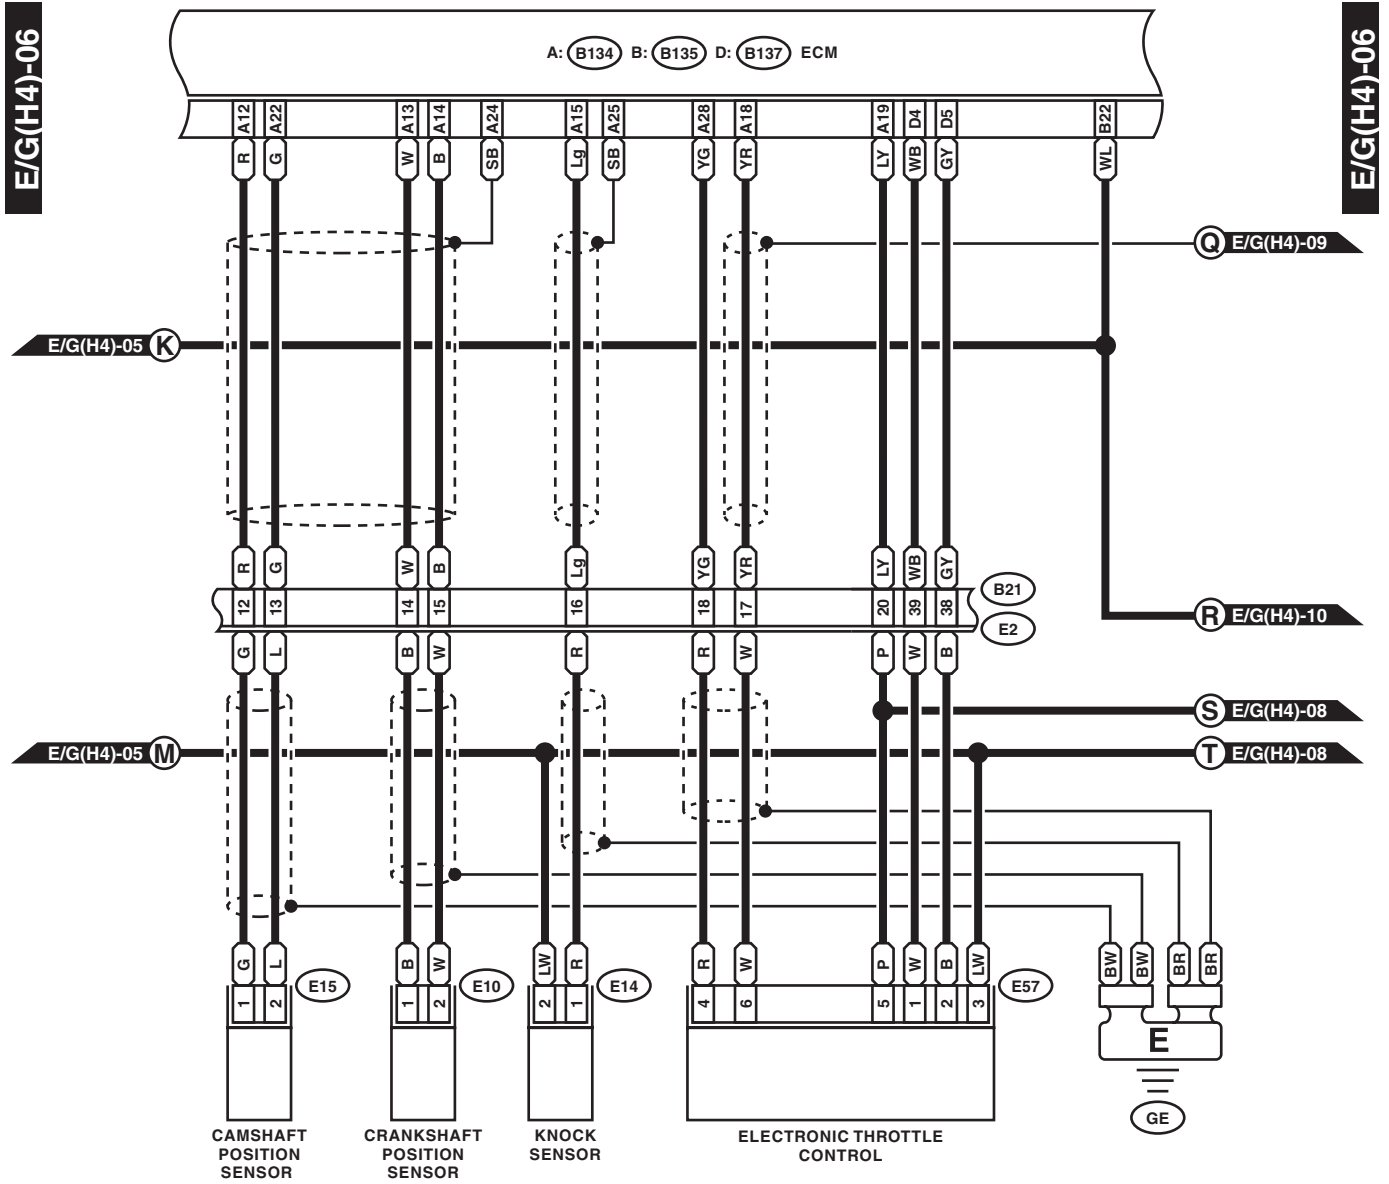 E/G(H4)-06
E/G(H4)-06
A: B134 B: B135 D: B137 ECM
A12 A22 A13 A14 A24 A15 A25 A28 A18 A19 D4 D5 B22
R G W B SB Lg SB YG YR LY WB GY WL
Q E/G(H4)-09
E/G(H4)-05 K
R G W B Lg YG YR LY WB GY
B21
12 13 14 15 16 18 17 20 39 38
R E/G(H4)-10
E2
G L B W R R W P W B
S E/G(H4)-08
E/G(H4)-05 M
T E/G(H4)-08
G L B W LW R R W P W B LW BW BW BR BR
E15 E10 E14 E57
1 2 1 2 2 1 4 6 5 1 2 3
E
GE
CAMSHAFT
POSITION
SENSOR
CRANKSHAFT
POSITION
SENSOR
KNOCK
SENSOR
ELECTRONIC THROTTLE
CONTROL